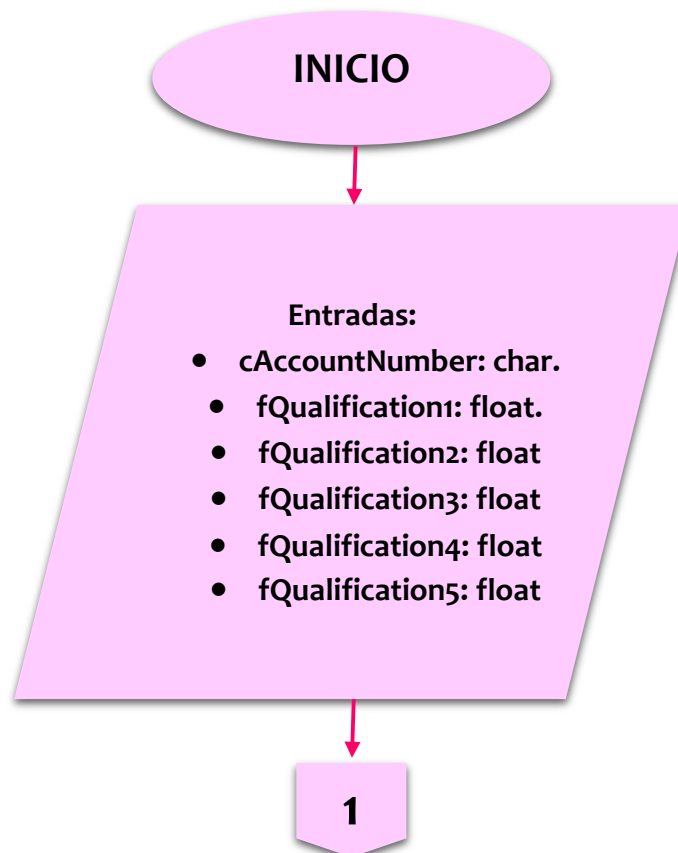 INICIO
Entradas:
• cAccountNumber: char.
• fQualification1: float.
• fQualification2: float
• fQualification3: float
• fQualification4: float
• fQualification5: float
1